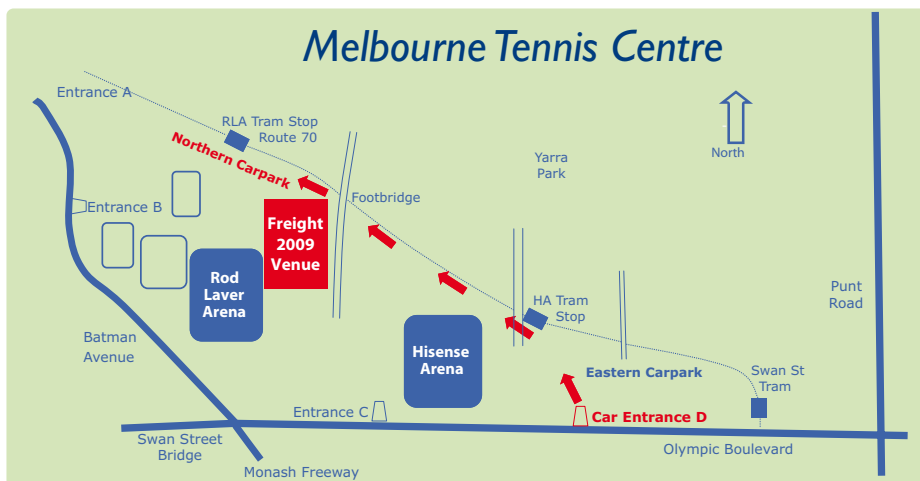 Melbourne Tennis Centre
Entrance A
RLA Tram Stop
Route 70
Northern Carpark
North
Yarra
Park
Entrance B
Footbridge
Freight
2009
Venue
Rod
Laver
Arena
Punt
Road
HA Tram
Stop
Batman
Avenue
Hisense
Arena
Eastern Carpark
Swan St
Tram
Entrance C
Car Entrance D
Swan Street
Bridge
Olympic Boulevard
Monash Freeway